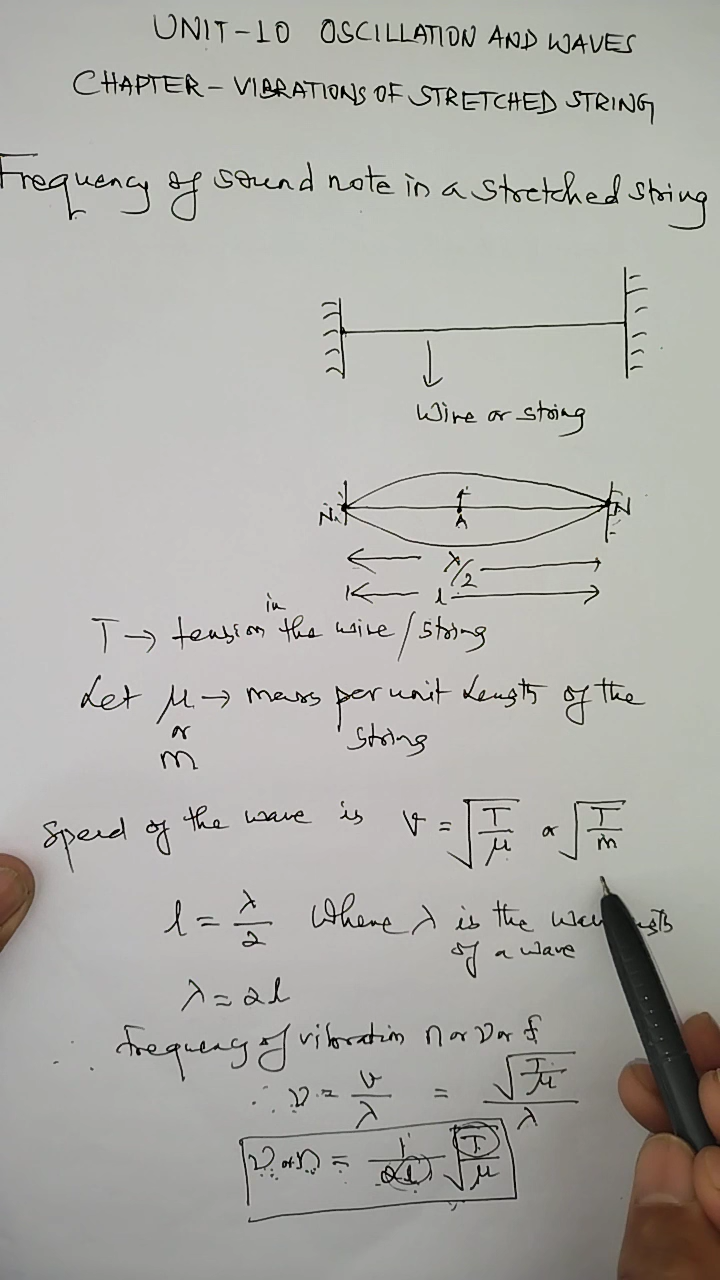 UNIT-10 OSCILLATION AND WAVES
CHAPTER – VIBRATIONS OF STRETCHED STRING
Frequency of sound note in a stretched string
Wire or string
N A N
λ/2
l
T → tension in the wire / string
Let μ → mass per unit length of the
or string
m
Speed of the wave is v = √(T/μ) or √(T/m)
l = λ/2 Where λ is the
of a wave
λ = 2l
∴ Frequency of vibration n or ν or f
∴ ν = v/λ = √(T/μ)/λ
ν or n = 1/2l √(T/μ)